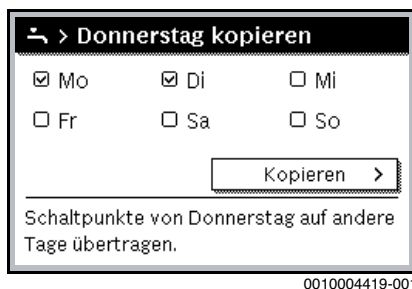 > Donnerstag kopieren
Mo Di Mi
Fr Sa So
Kopieren >
Schaltpunkte von Donnerstag auf andere
Tage übertragen.
0010004419-001